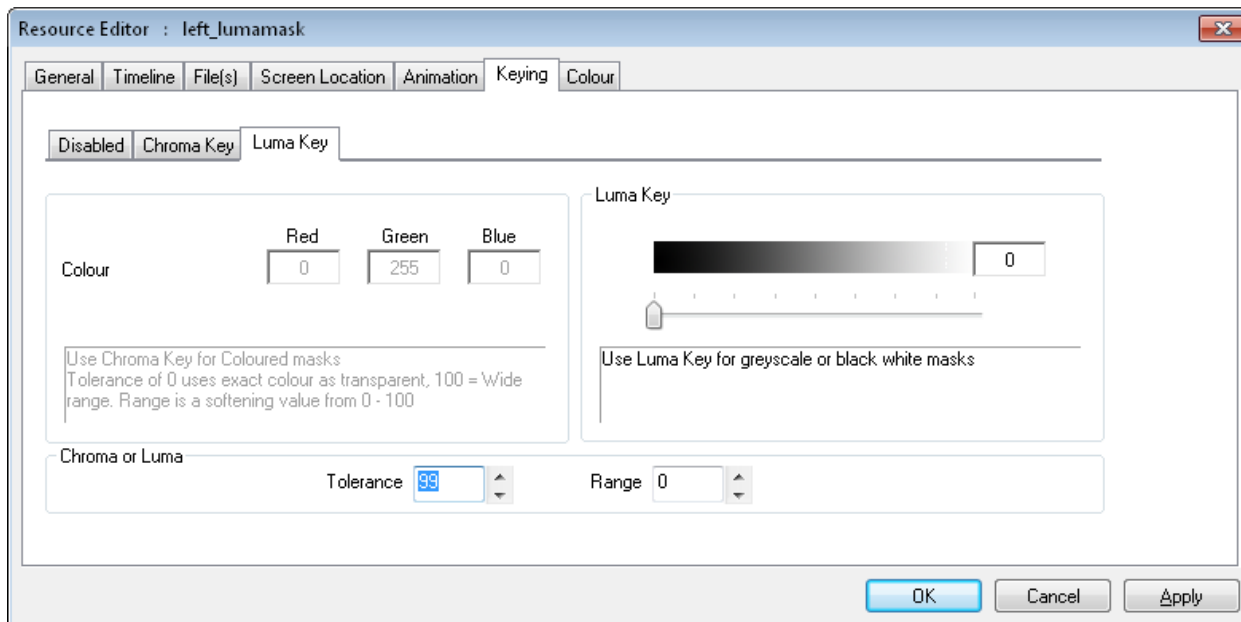 Resource Editor : left_lumamask
General Timeline File(s) Screen Location Animation Keying Colour
Disabled Chroma Key Luma Key
Luma Key
Red Green Blue
Colour 0 255 0
0
Use Chroma Key for Coloured masks
Tolerance of 0 uses exact colour as transparent, 100 = Wide
range. Range is a softening value from 0 - 100
Use Luma Key for greyscale or black white masks
Chroma or Luma
Tolerance 99 Range 0
OK Cancel Apply